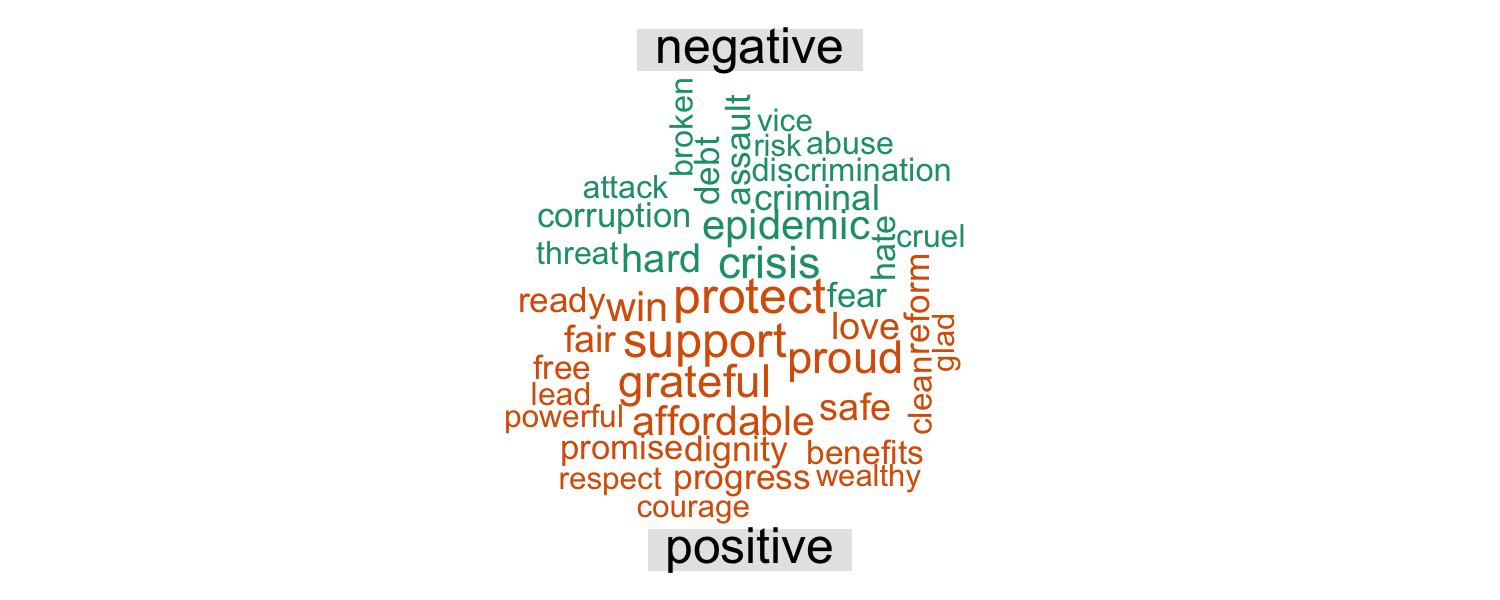 negative
broken
assault
vice
debt
risk
abuse
discrimination
attack
criminal
corruption
epidemic
hate
cruel
threat
hard
crisis
ready
win
protect
fear
reform
love
glad
fair
support
proud
free
grateful
lead
clean
powerful
affordable
safe
promise
dignity
benefits
respect
progress
wealthy
courage
positive